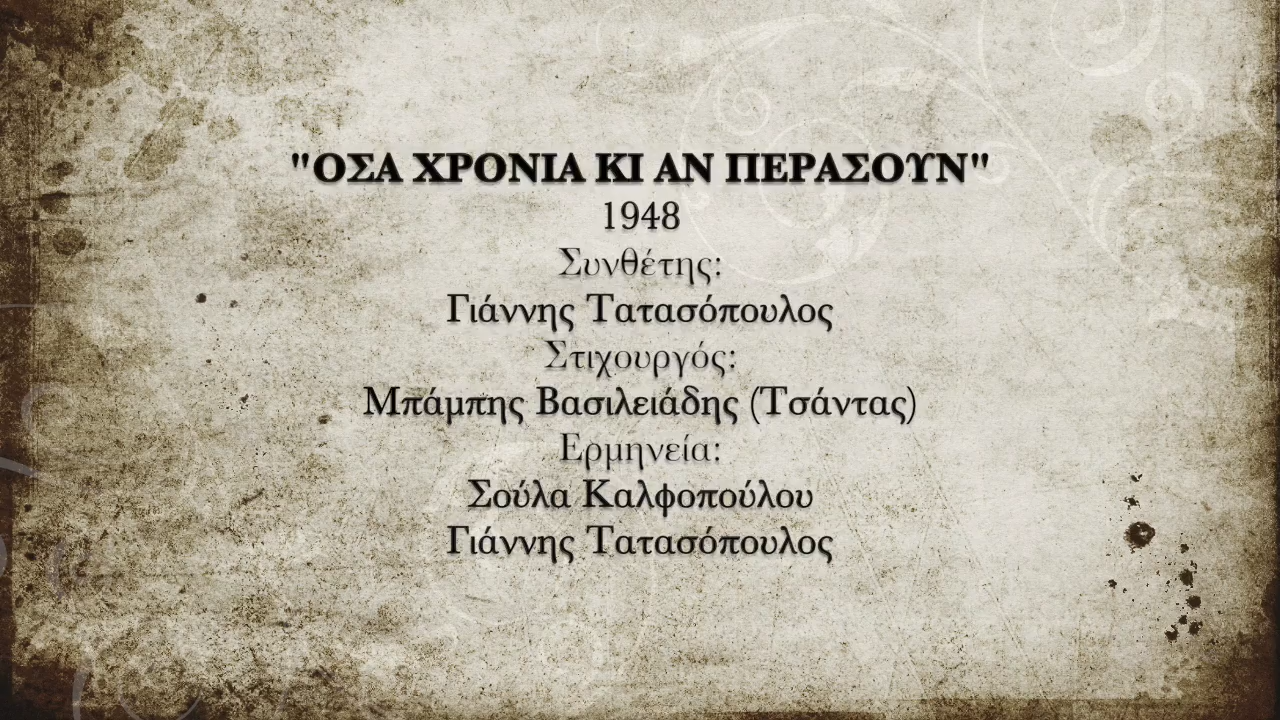 "ΟΣΑ ΧΡΟΝΙΑ ΚΙ ΑΝ ΠΕΡΑΣΟΥΝ"
1948
Συνθέτης:
Γιάννης Τατασόπουλος
Στιχουργός:
Μπάμπης Βασιλειάδης (Τσάντας)
Ερμηνεία:
Σούλα Καλφοπούλου
Γιάννης Τατασόπουλος